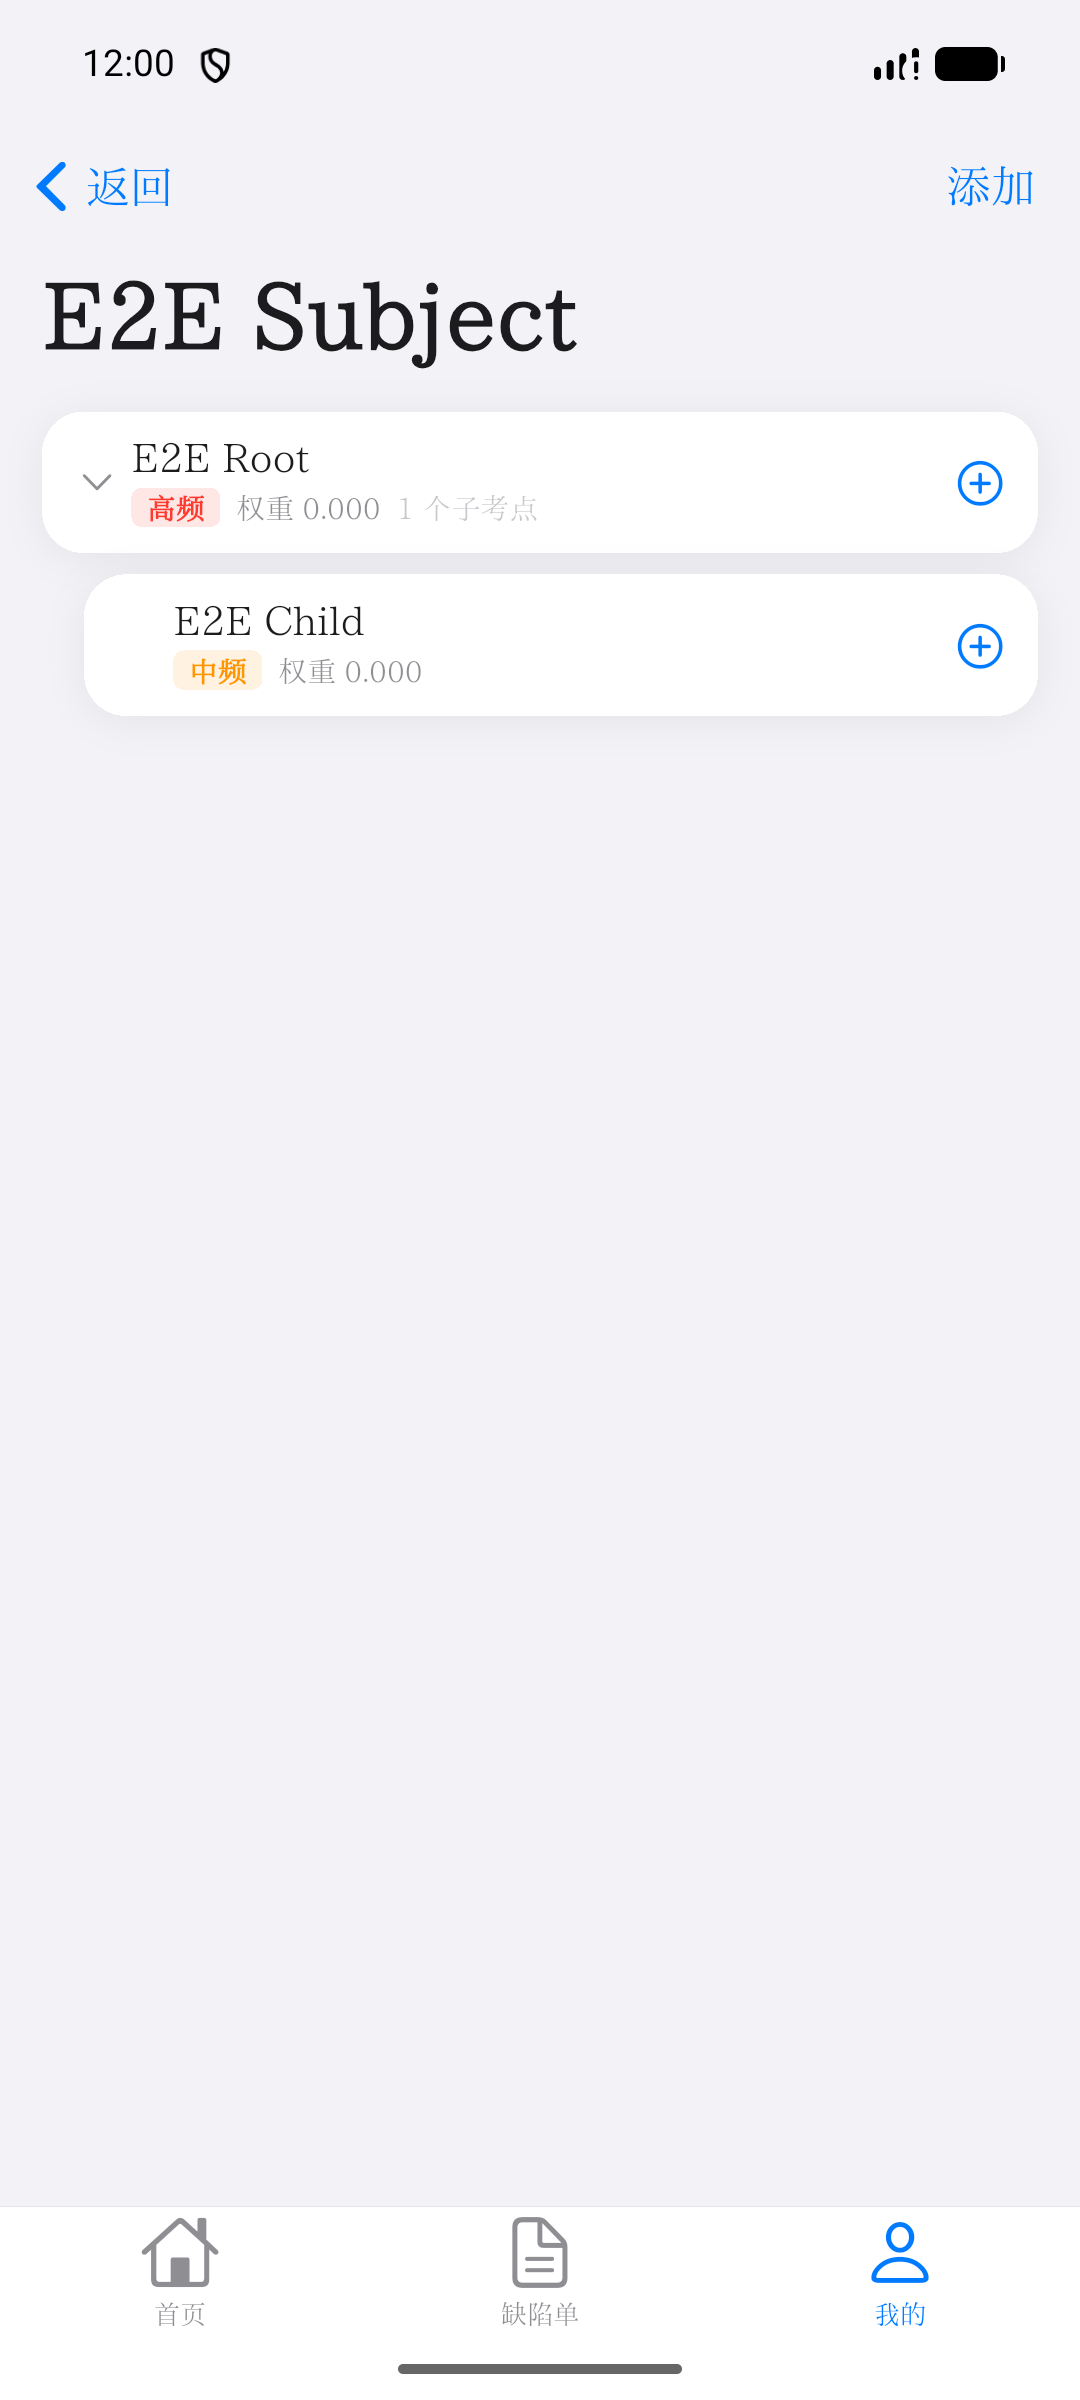 12:00
返回
添加
E2E Subject
E2E Root
高频 权重 0.000 1 个子考点
E2E Child
中频 权重 0.000
首页
缺陷单
我的